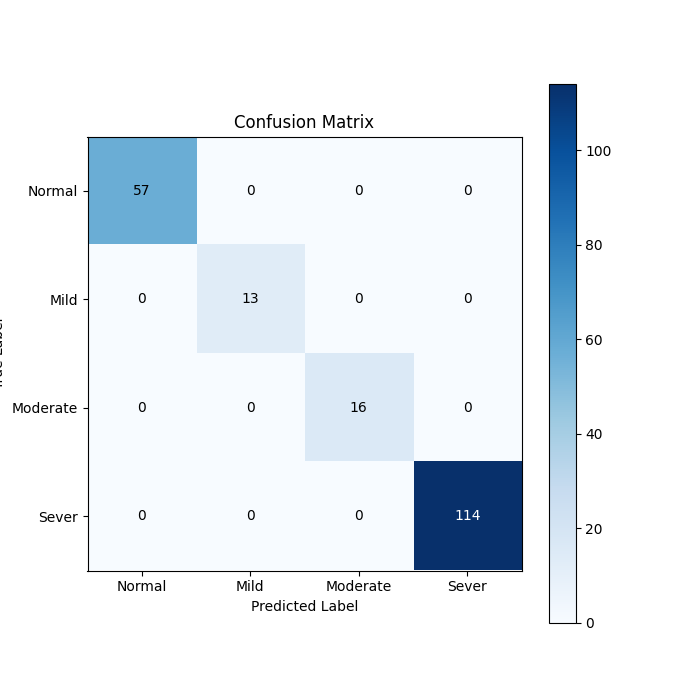 Confusion Matrix
Normal 57 0 0 0
Mild 0 13 0 0
Moderate 0 0 16 0
Sever 0 0 0 114
Normal Mild Moderate Sever
Predicted Label
100
80
60
40
20
0